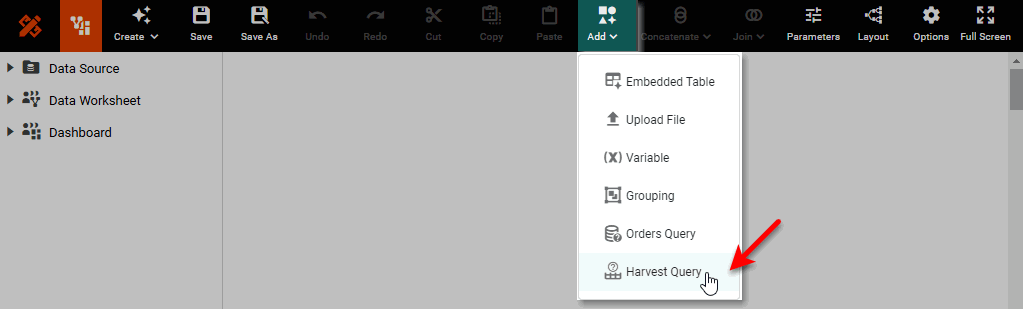 Create
Save
Save As
Undo
Redo
Cut
Copy
Paste
Add
Concatenate
Join
Parameters
Layout
Options
Full Screen
Data Source
Data Worksheet
Dashboard
Embedded Table
Upload File
(X) Variable
Grouping
Orders Query
Harvest Query